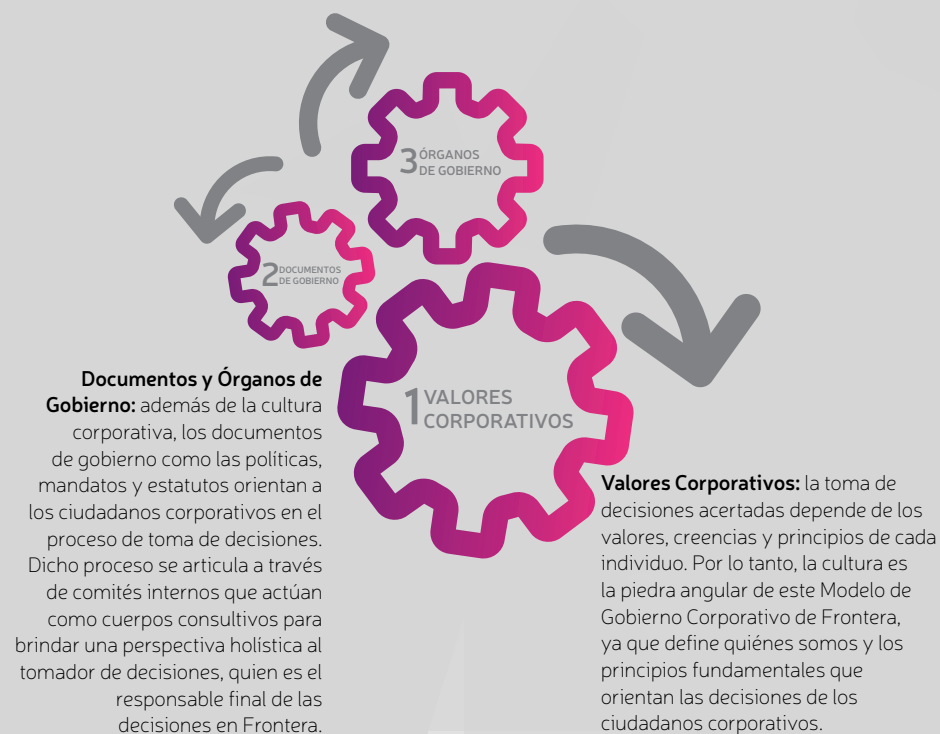 3 ÓRGANOS
DE GOBIERNO
2 DOCUMENTOS
DE GOBIERNO
1 VALORES
CORPORATIVOS
Documentos y Órganos de
Gobierno: además de la cultura
corporativa, los documentos
de gobierno como las políticas,
mandatos y estatutos orientan a
los ciudadanos corporativos en el
proceso de toma de decisiones.
Dicho proceso se articula a través
de comités internos que actúan
como cuerpos consultivos para
brindar una perspectiva holística al
tomador de decisiones, quien es el
responsable final de las
decisiones en Frontera.
Valores Corporativos: la toma de
decisiones acertadas depende de los
valores, creencias y principios de cada
individuo. Por lo tanto, la cultura es
la piedra angular de este Modelo de
Gobierno Corporativo de Frontera,
ya que define quiénes somos y los
principios fundamentales que
orientan las decisiones de los
ciudadanos corporativos.